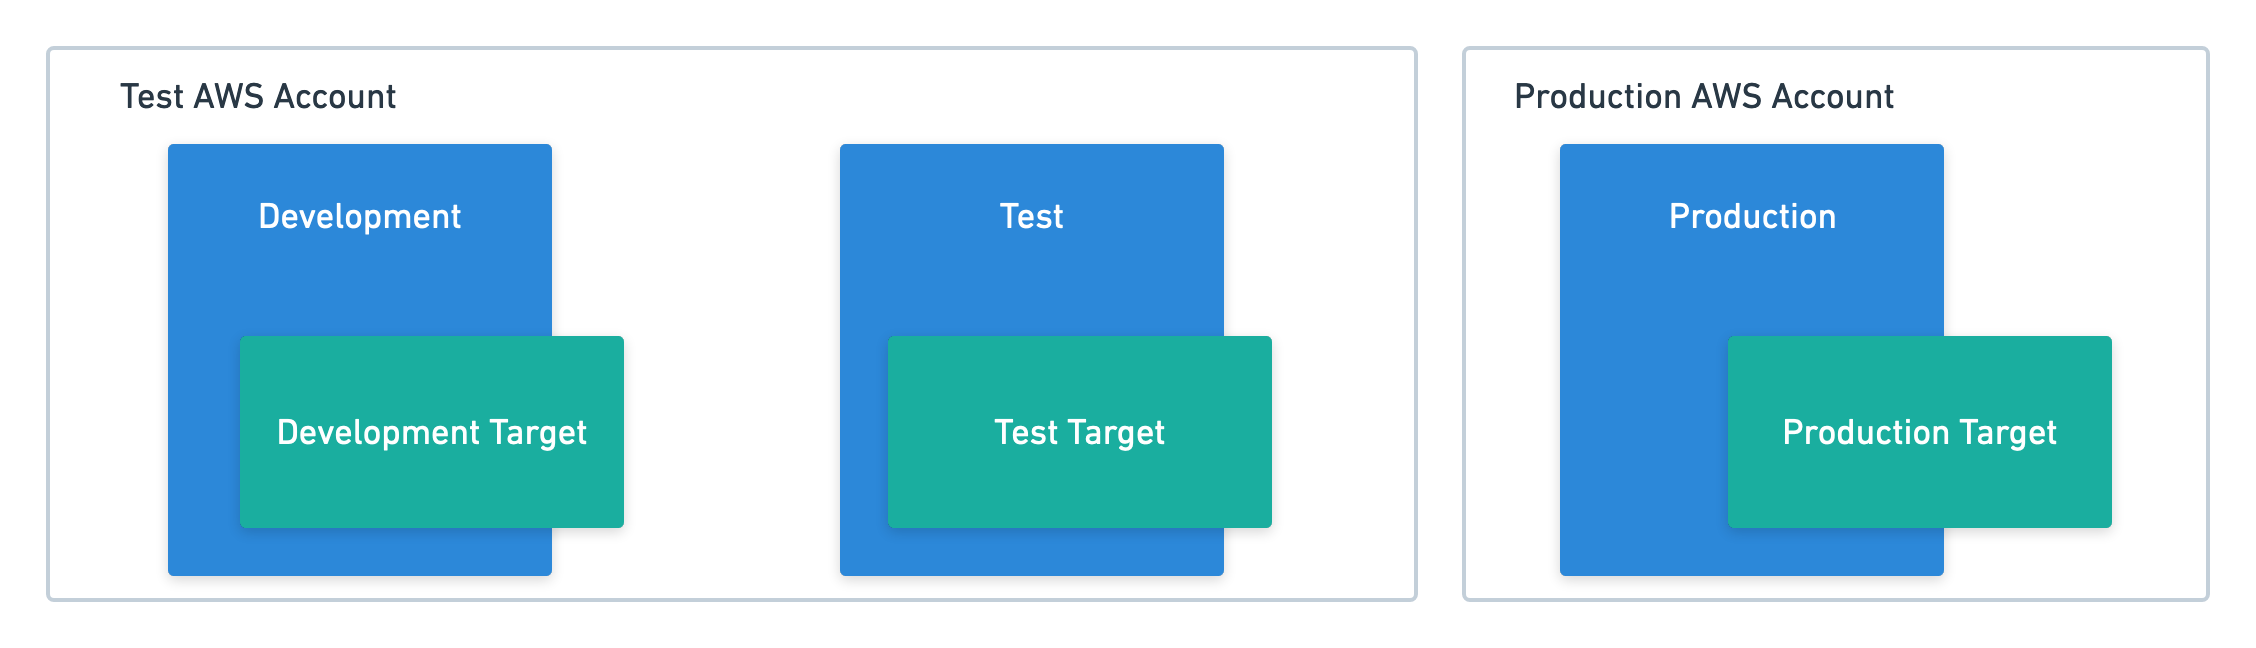 Test AWS Account
Production AWS Account
Development
Test
Production
Development Target
Test Target
Production Target